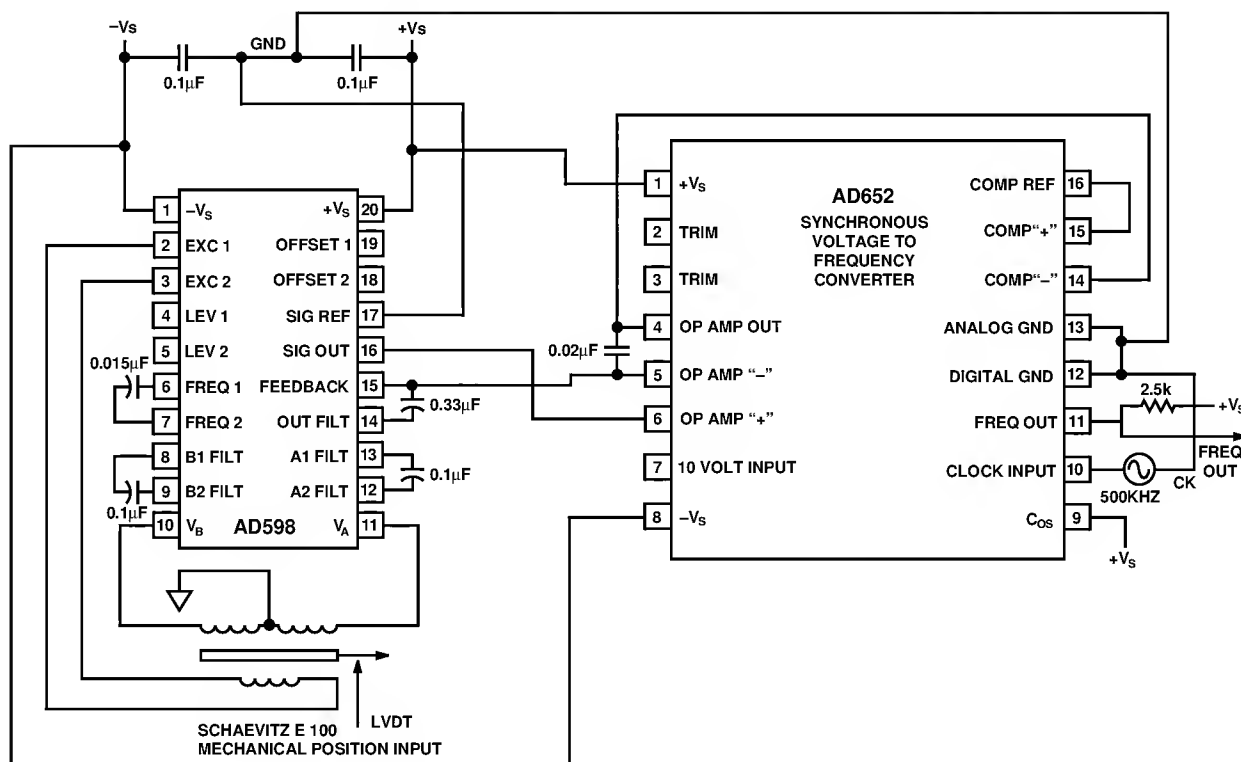 –VS
+VS
GND
0.1µF
0.1µF
1
–VS
+VS
20
2
EXC 1
OFFSET 1
19
3
EXC 2
OFFSET 2
18
4
LEV 1
SIG REF
17
5
LEV 2
SIG OUT
16
0.015µF
6
FREQ 1
FEEDBACK
15
0.33µF
7
FREQ 2
OUT FILT
14
8
B1 FILT
A1 FILT
13
0.1µF
9
B2 FILT
A2 FILT
12
0.1µF
10
VB
AD598
VA
11
LVDT
SCHAEVITZ E 100
MECHANICAL POSITION INPUT
AD652
SYNCHRONOUS
VOLTAGE TO
FREQUENCY
CONVERTER
1
+VS
COMP REF
16
2
TRIM
COMP“+”
15
3
TRIM
COMP“–”
14
4
OP AMP OUT
ANALOG GND
13
0.02µF
5
OP AMP “–”
DIGITAL GND
12
6
OP AMP “+”
FREQ OUT
11
2.5k
+VS
FREQ
OUT
7
10 VOLT INPUT
CLOCK INPUT
10
500KHZ
CK
8
–VS
COS
9
+VS